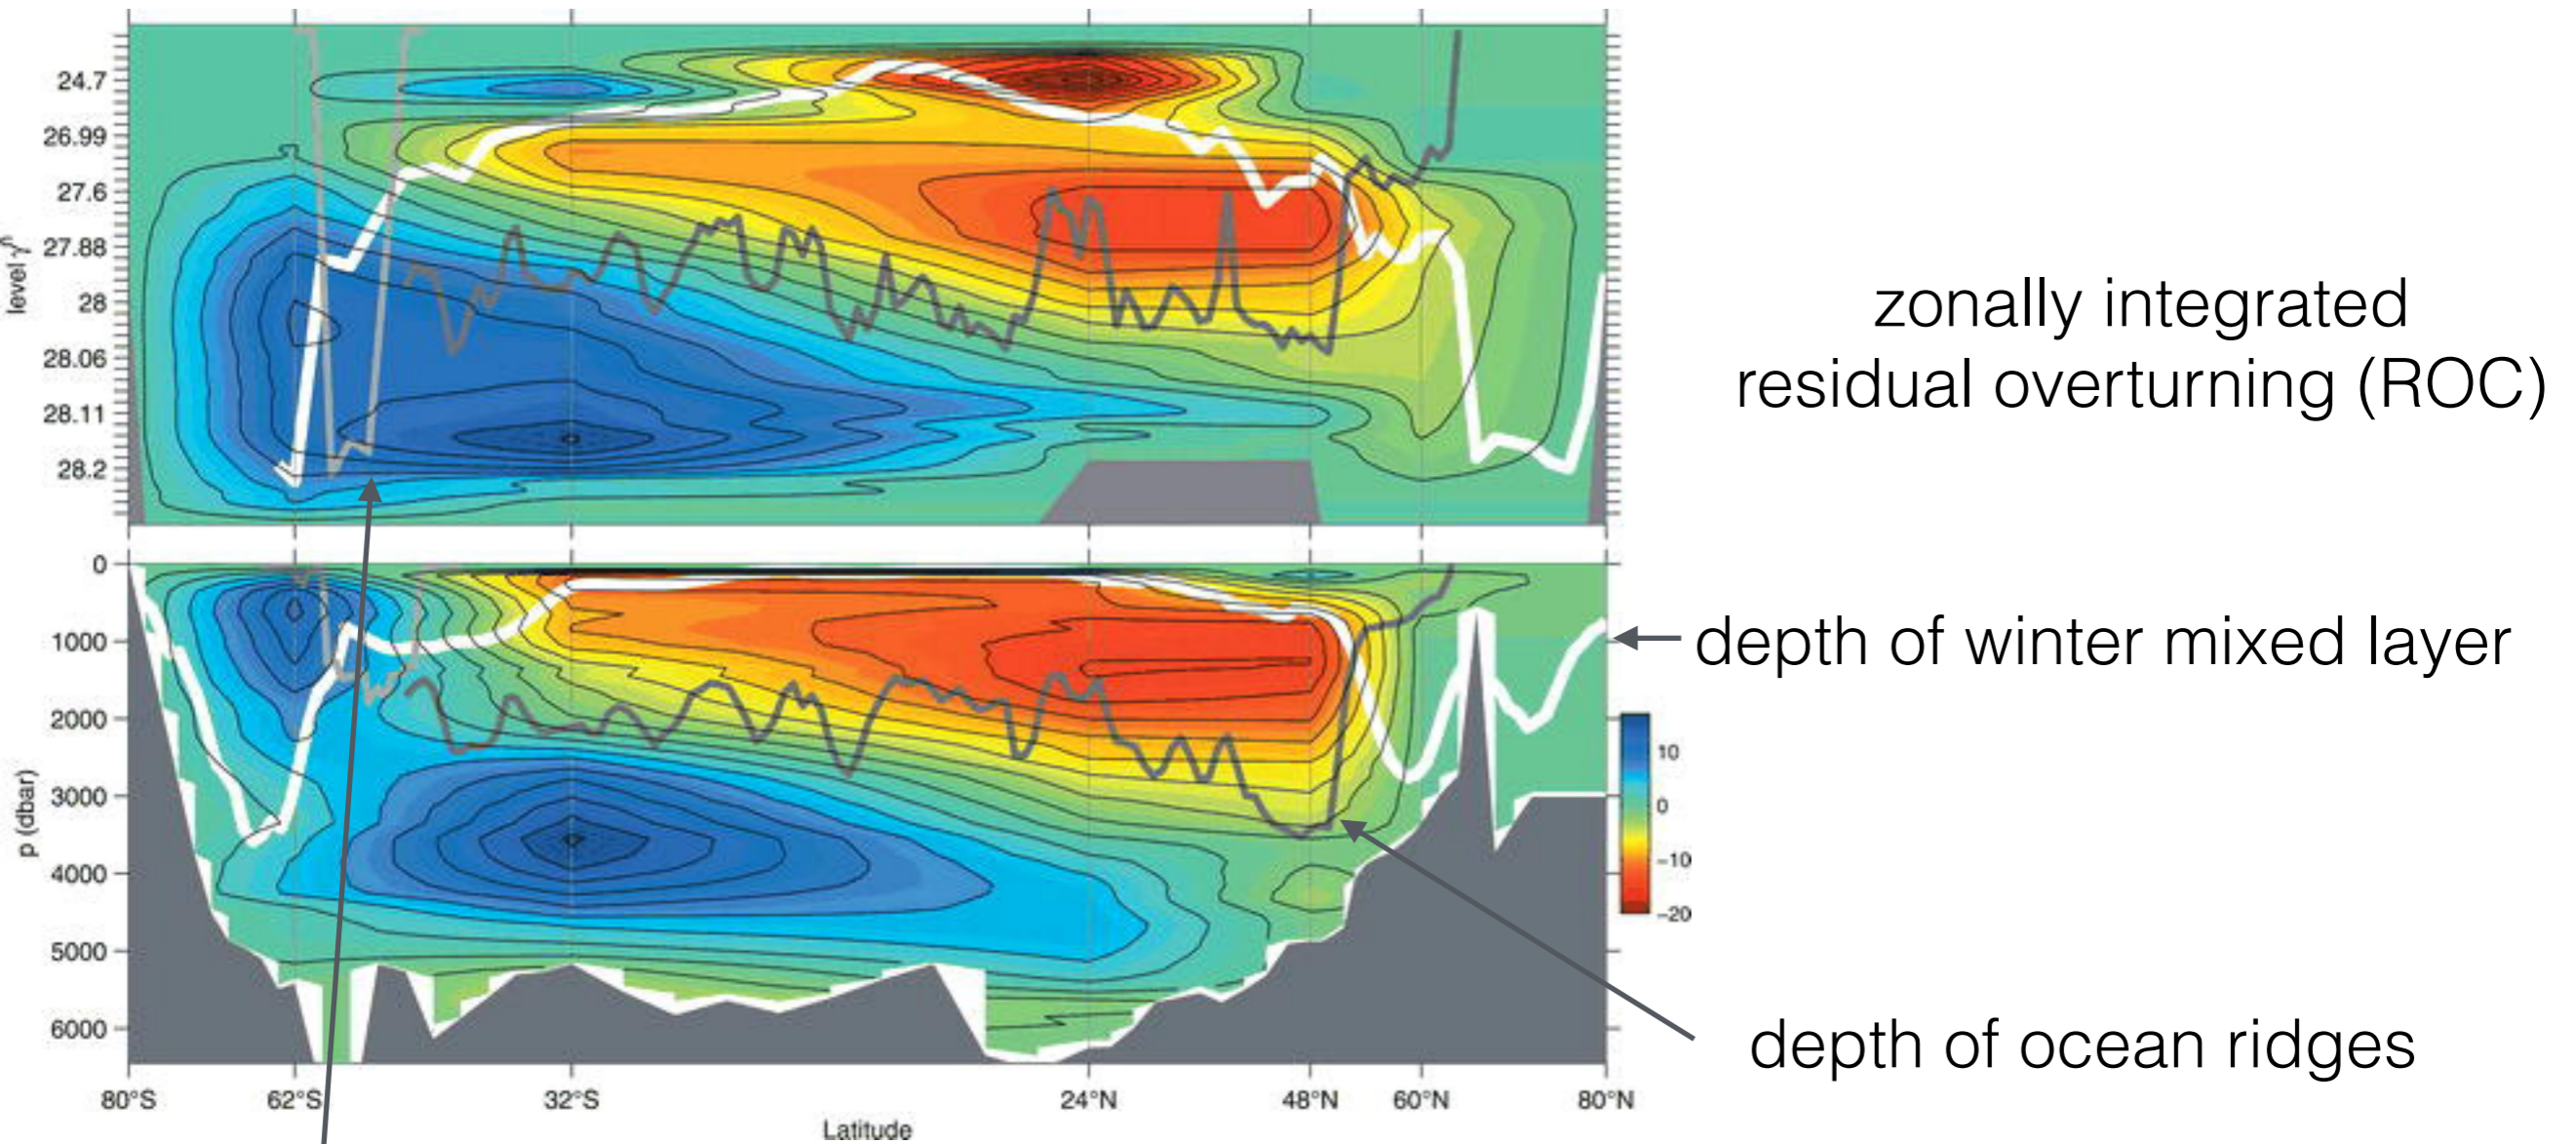 24.7
26.99
27.6
27.88
28
28.06
28.11
28.2
level γⁿ
zonally integrated
residual overturning (ROC)
0
1000
2000
3000
4000
5000
6000
p (dbar)
depth of winter mixed layer
10
0
−10
−20
depth of ocean ridges
80°S 62°S 32°S 24°N 48°N 60°N 80°N
Latitude